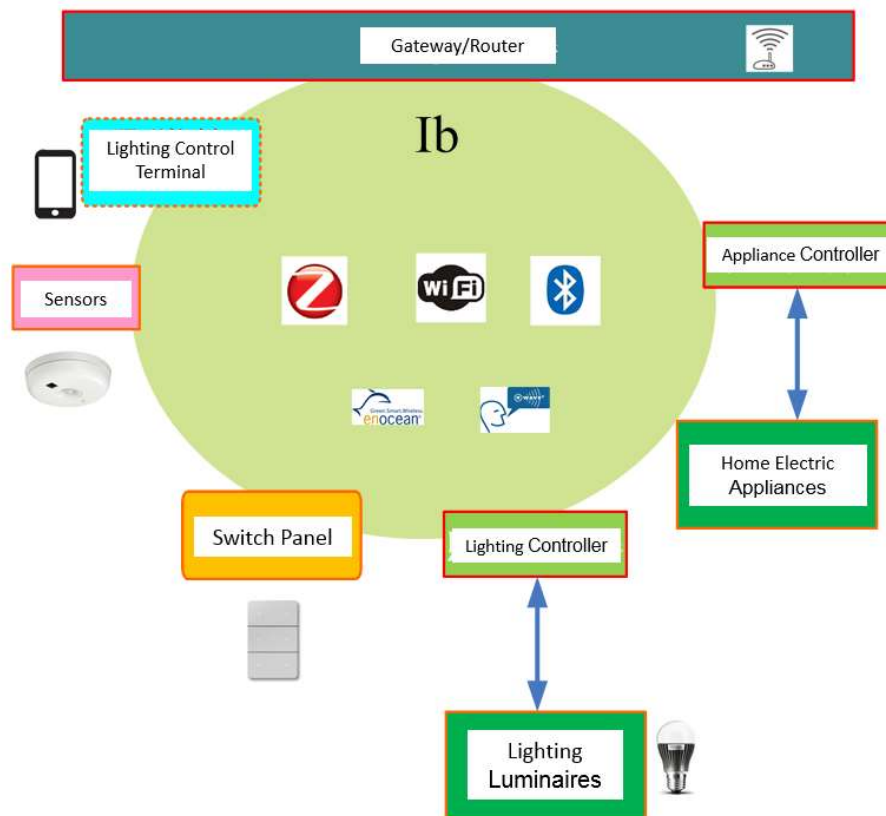 Gateway/Router
Ib
Lighting Control
Terminal
Appliance Controller
Sensors
Z
Wi Fi
Green Smart Wireless
enocean®
wave
Home Electric
Appliances
Switch Panel
Lighting Controller
Lighting
Luminaires